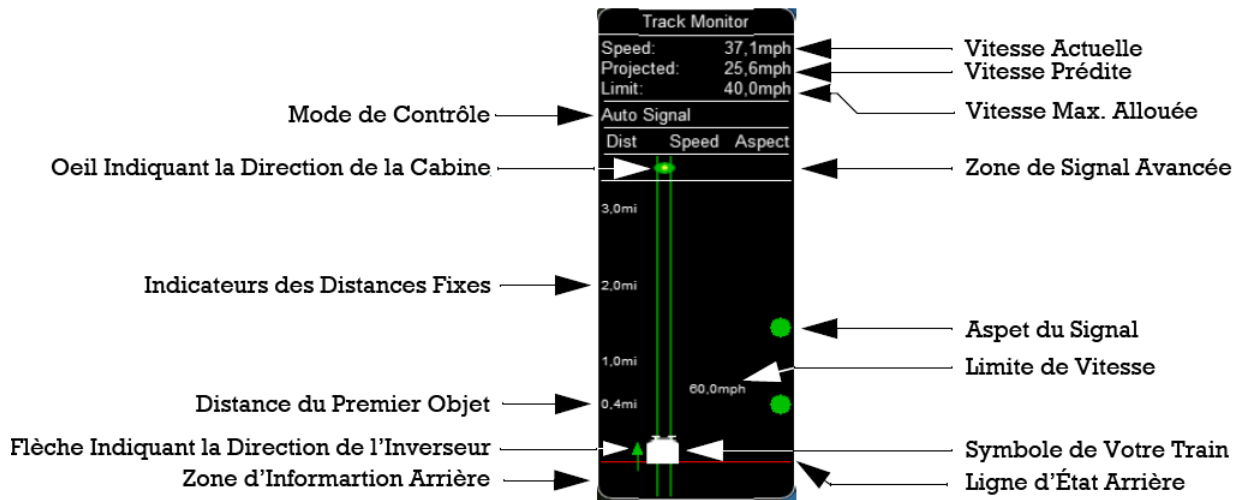 Track Monitor
Speed: 37,1mph Vitesse Actuelle
Projected: 25,6mph Vitesse Prédite
Limit: 40,0mph
Mode de Contrôle Auto Signal Vitesse Max. Allouée
Dist Speed Aspect
Oeil Indiquant la Direction de la Cabine Zone de Signal Avancée
3,0mi
Indicateurs des Distances Fixes 2,0mi
Aspet du Signal
1,0mi Limite de Vitesse
60,0mph
Distance du Premier Objet 0,4mi
Flèche Indiquant la Direction de l'Inverseur Symbole de Votre Train
Zone d'Informartion Arrière Ligne d'État Arrière